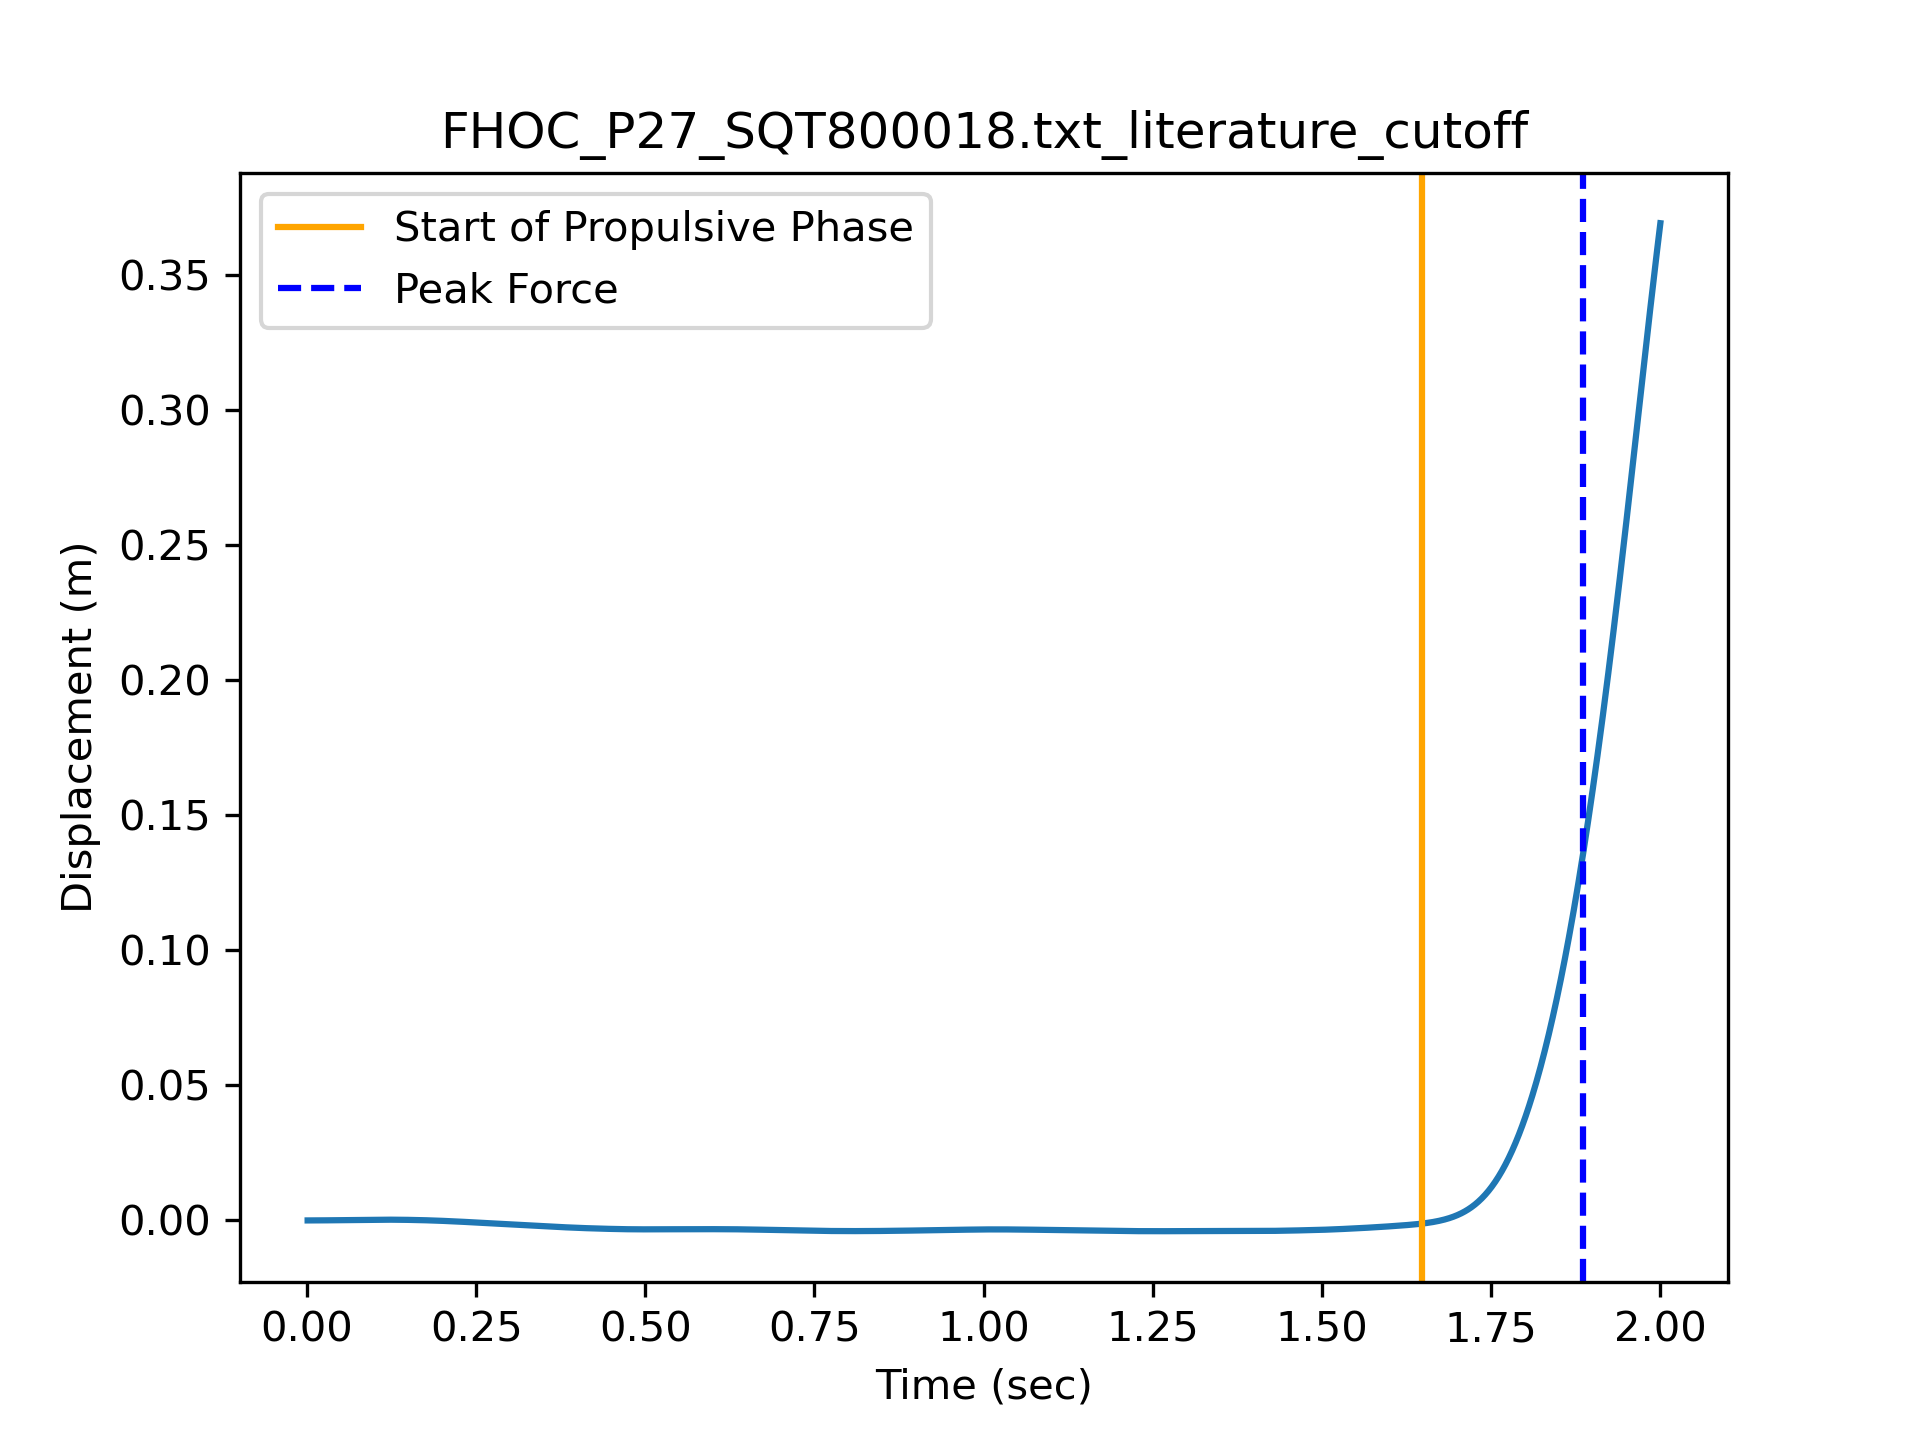 FHOC_P27_SQT800018.txt_literature_cutoff
Start of Propulsive Phase
Peak Force
Displacement (m)
0.35
0.30
0.25
0.20
0.15
0.10
0.05
0.00
0.00 0.25 0.50 0.75 1.00 1.25 1.50 1.75 2.00
Time (sec)